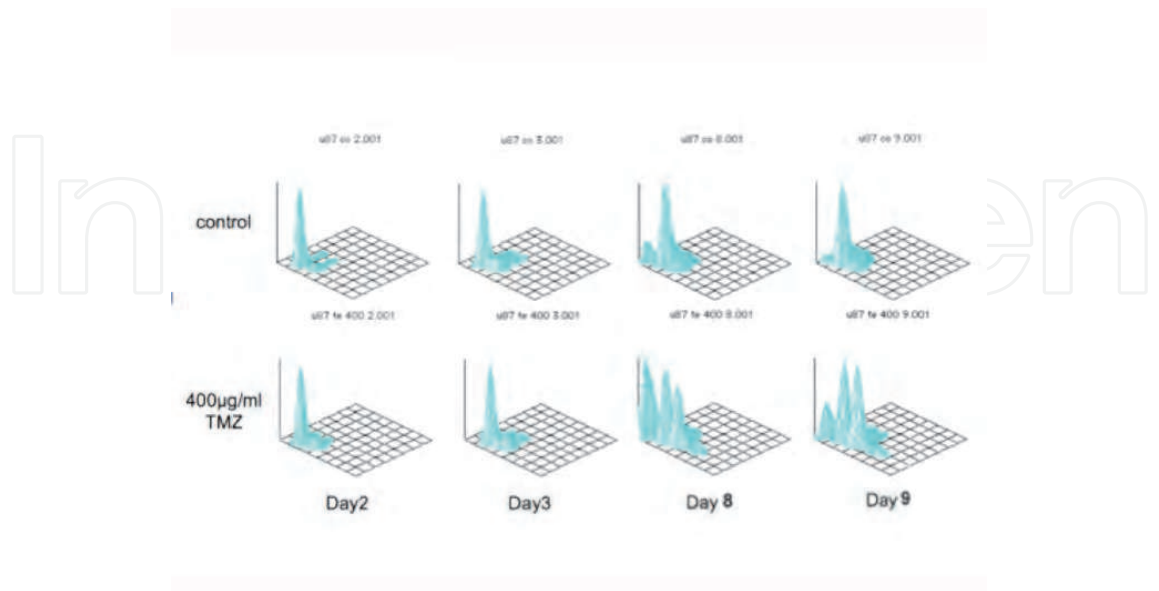 u87 co 2.001
u87 co 3.001
u87 co 8.001
u87 co 9.001
control
u87 te 400 2.001
u87 te 400 3.001
u87 te 400 8.001
u87 te 400 9.001
400µg/ml
TMZ
Day2
Day3
Day 8
Day 9
In
en